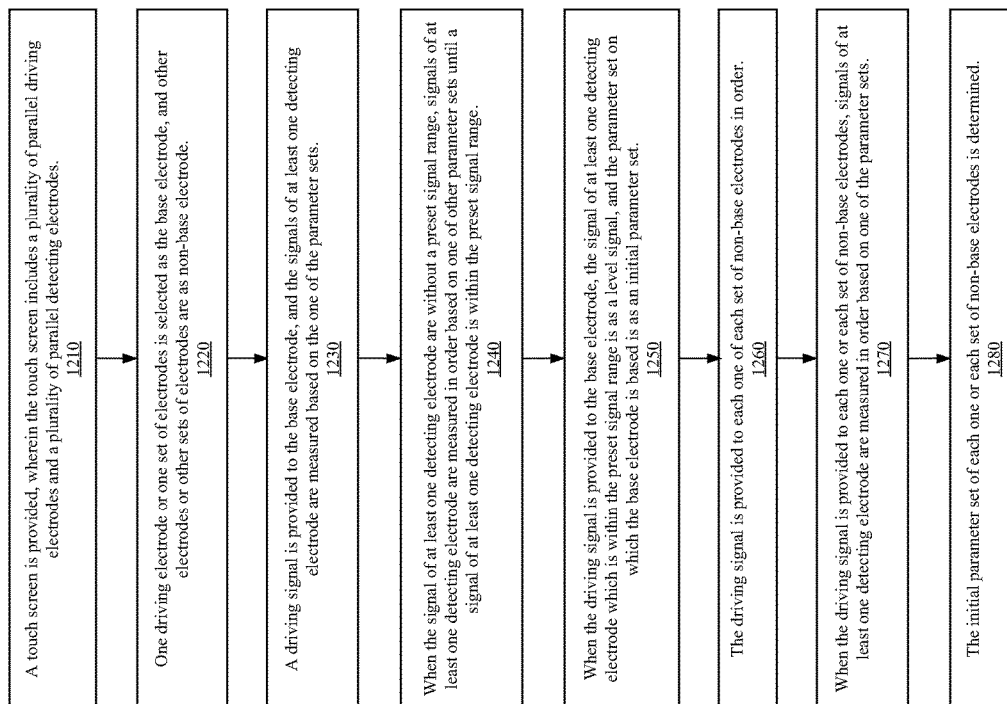 A touch screen is provided, wherein the touch screen includes a plurality of parallel driving
electrodes and a plurality of parallel detecting electrodes.
1210
One driving electrode or one set of electrodes is selected as the base electrode, and other
electrodes or other sets of electrodes are as non-base electrode.
1220
A driving signal is provided to the base electrode, and the signals of at least one detecting
electrode are measured based on the one of the parameter sets.
1230
When the signal of at least one detecting electrode are without a preset signal range, signals of at
least one detecting electrode are measured in order based on one of other parameter sets until a
signal of at least one detecting electrode is within the preset signal range.
1240
When the driving signal is provided to the base electrode, the signal of at least one detecting
electrode which is within the preset signal range is as a level signal, and the parameter set on
which the base electrode is based is as an initial parameter set.
1250
The driving signal is provided to each one of each set of non-base electrodes in order.
1260
When the driving signal is provided to each one or each set of non-base electrodes, signals of at
least one detecting electrode are measured in order based on one of the parameter sets.
1270
The initial parameter set of each one or each set of non-base electrodes is determined.
1280